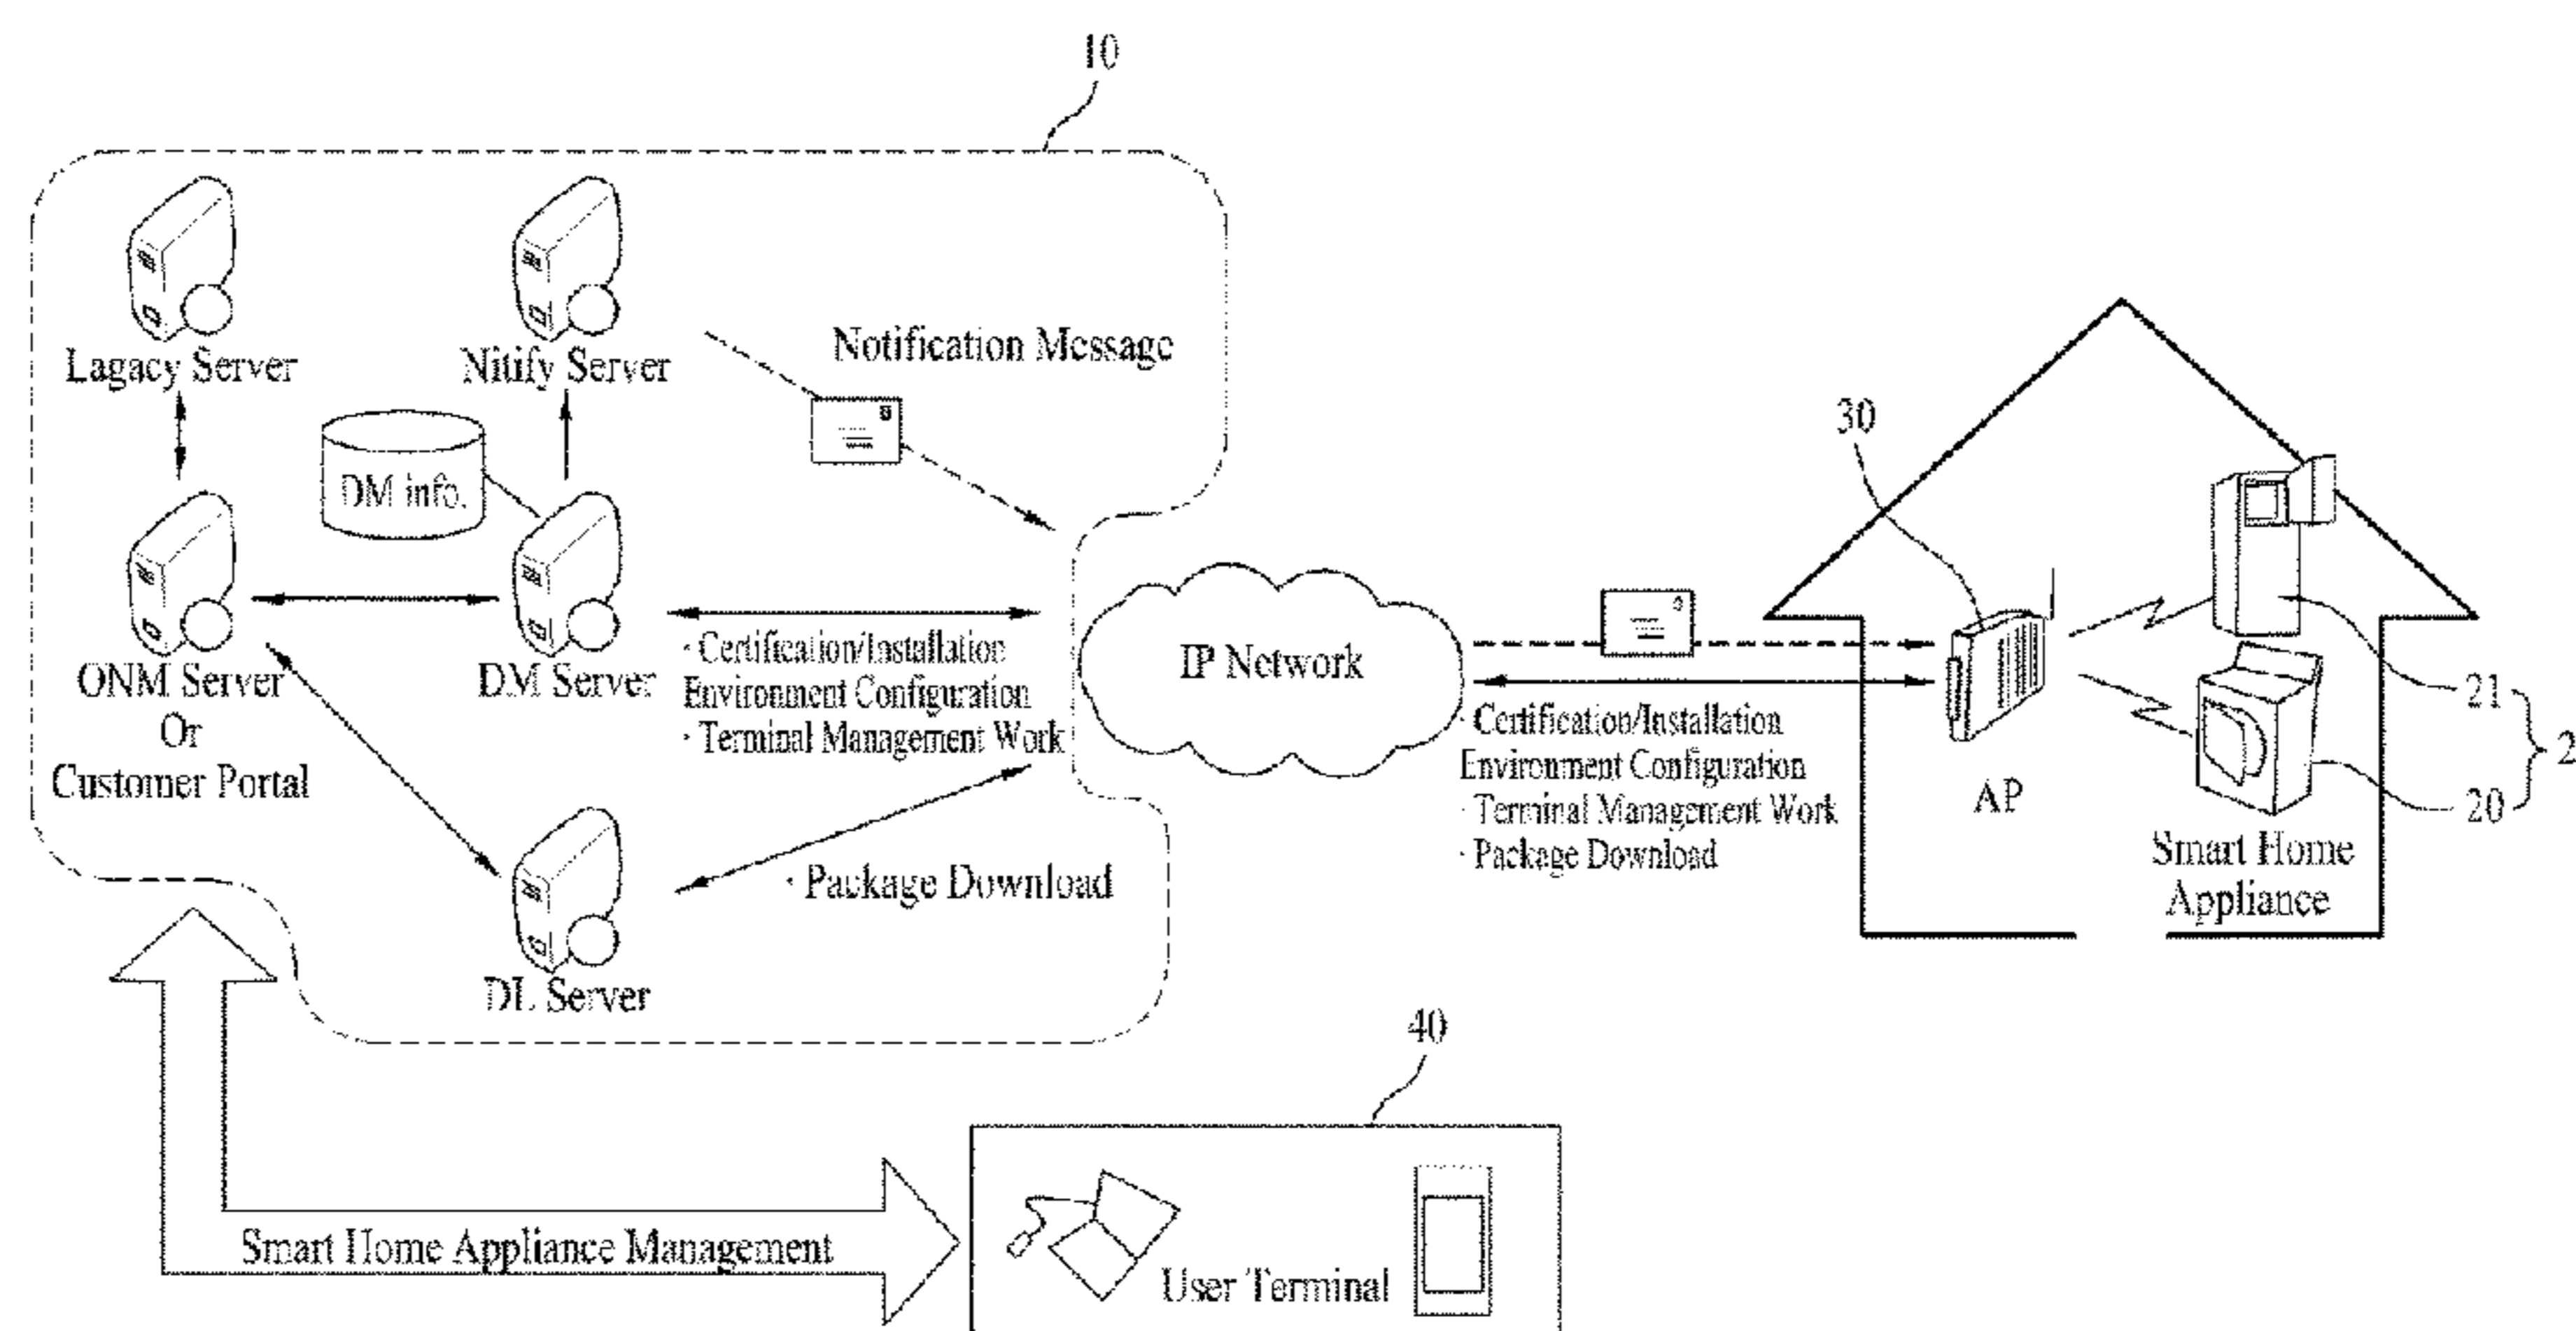 10
Lagacy Server
Nitify Server
Notification Message
DM info.
ONM Server
Or
Customer Portal
DM Server
· Certification/Installation
Environment Configuration
· Terminal Management Work
IP Network
DL Server
· Package Download
· Certification/Installation
Environment Configuration
· Terminal Management Work
· Package Download
30
AP
21
20
2
Smart Home
Appliance
Smart Home Appliance Management
40
User Terminal